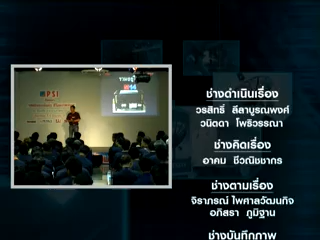 PSI
ช่างดำเนินเรื่อง
วรสิทธิ์ ลีลาบูรณพงศ์
วนิดดา โพธิวรรณา
ช่างคิดเรื่อง
อาคม ชีวณิชชากร
ช่างตามเรื่อง
จิราภรณ์ ไพศาลวัฒนกิจ
อภิสรา ภูมิฐาน
ช่างบันทึกภาพ